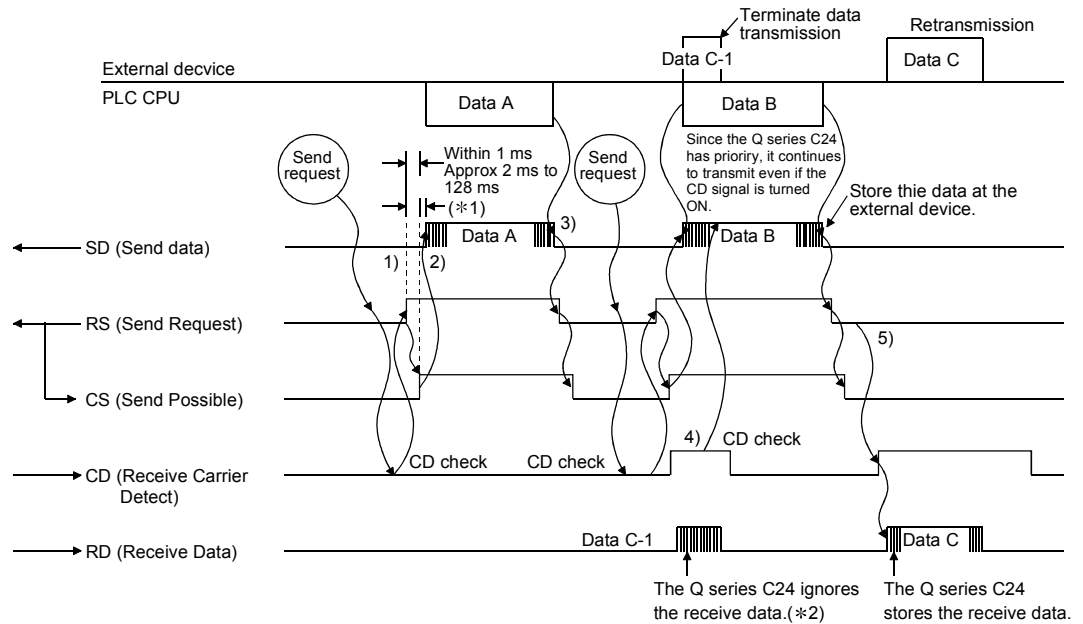 Terminate data
transmission
Retransmission
Data C-1
Data C
External decvice
PLC CPU
Data A
Data B
Send
request
Within 1 ms
Approx 2 ms to
128 ms
(*1)
Send
request
Since the Q series C24
has priorriy, it continues
to transmit even if the
CD signal is turned
ON.
Store thie data at the
external device.
3)
SD (Send data)
1)
2)
Data A
Data B
RS (Send Request)
5)
CS (Send Possible)
4)
CD check
CD check
CD check
CD (Receive Carrier
Detect)
RD (Receive Data)
Data C-1
Data C
The Q series C24 ignores
the receive data.(*2)
The Q series C24
stores the receive data.